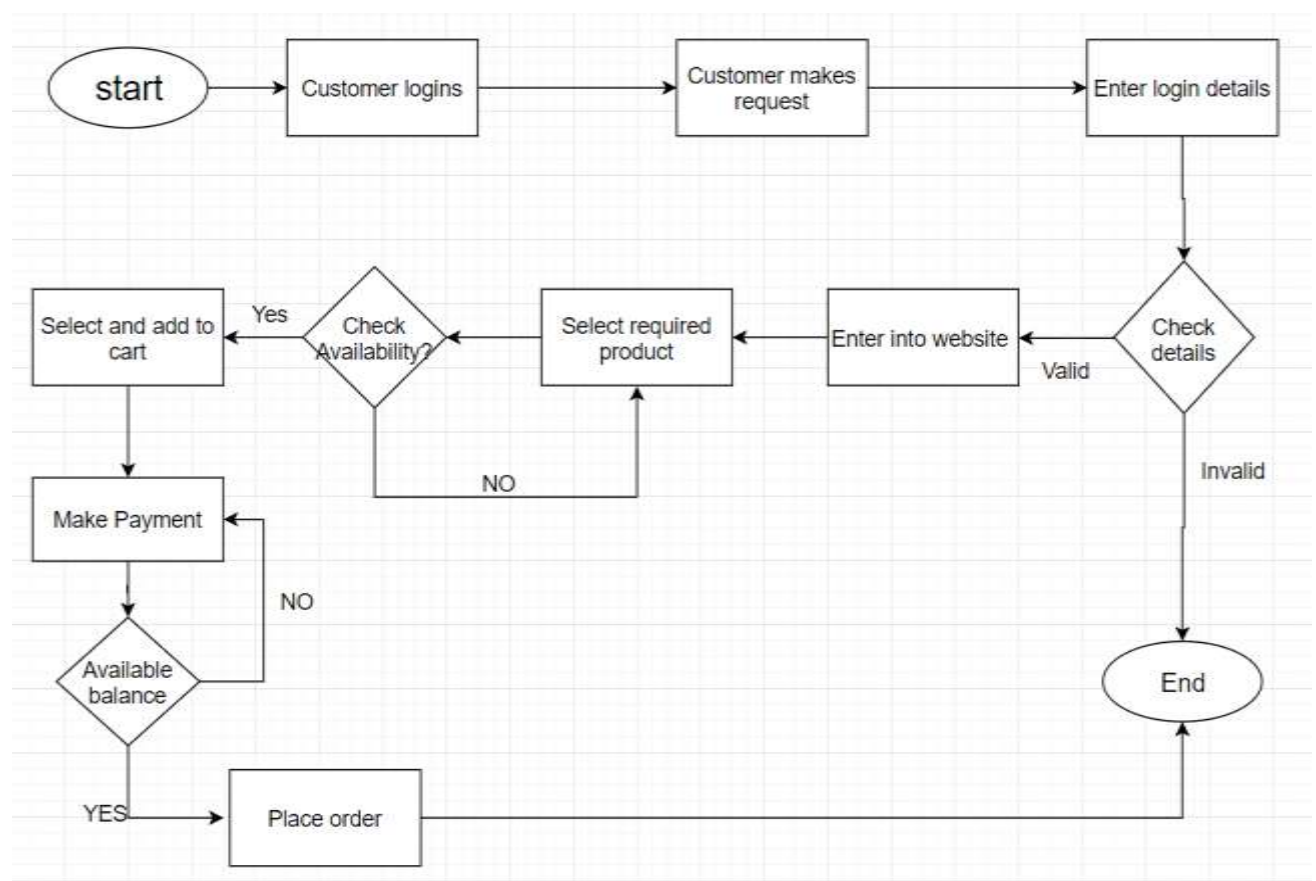 start
Customer logins
Customer makes
request
Enter login details
Check
details
Valid
Invalid
Enter into website
Select required
product
Check
Availability?
Yes
NO
Select and add to
cart
Make Payment
NO
Available
balance
YES
Place order
End